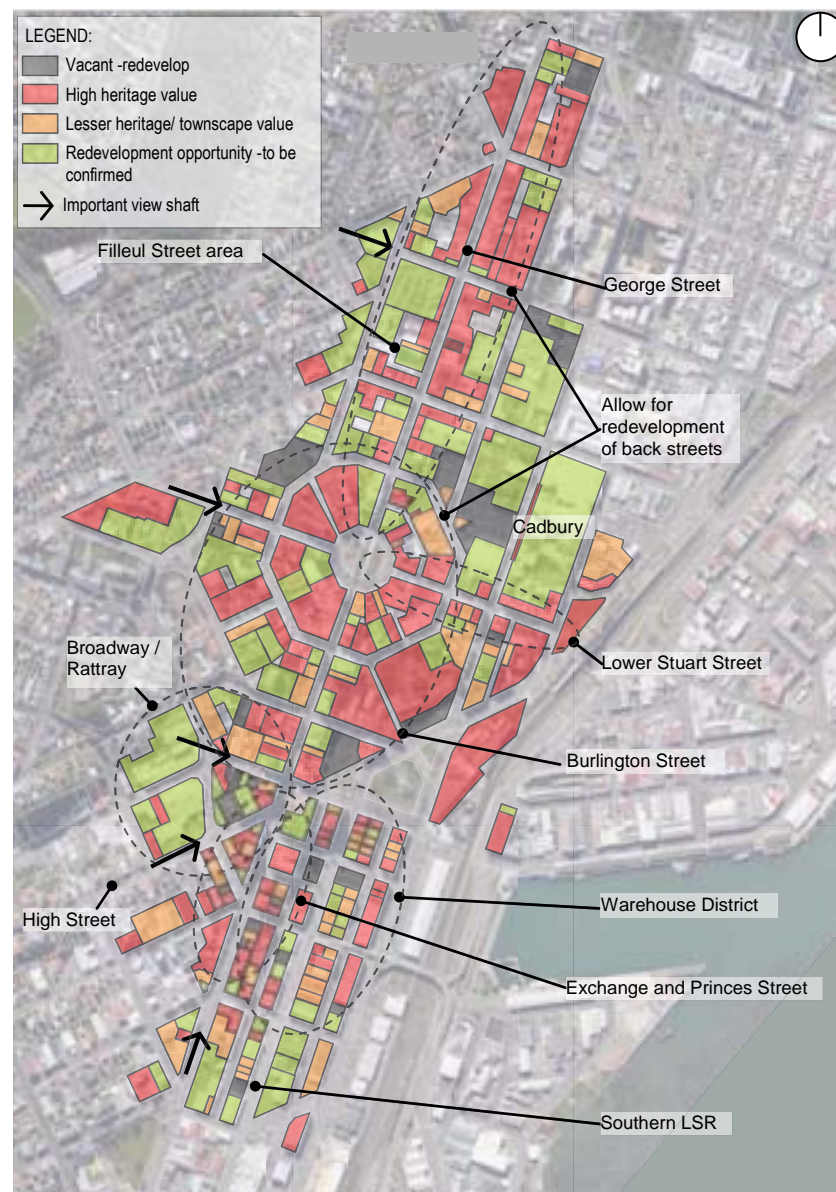 LEGEND:
Vacant -redevelop
High heritage value
Lesser heritage/ townscape value
Redevelopment opportunity -to be
confirmed
Important view shaft
Filleul Street area
George Street
Allow for
redevelopment
of back streets
Cadbury
Broadway /
Rattray
Lower Stuart Street
Burlington Street
High Street
Warehouse District
Exchange and Princes Street
Southern LSR